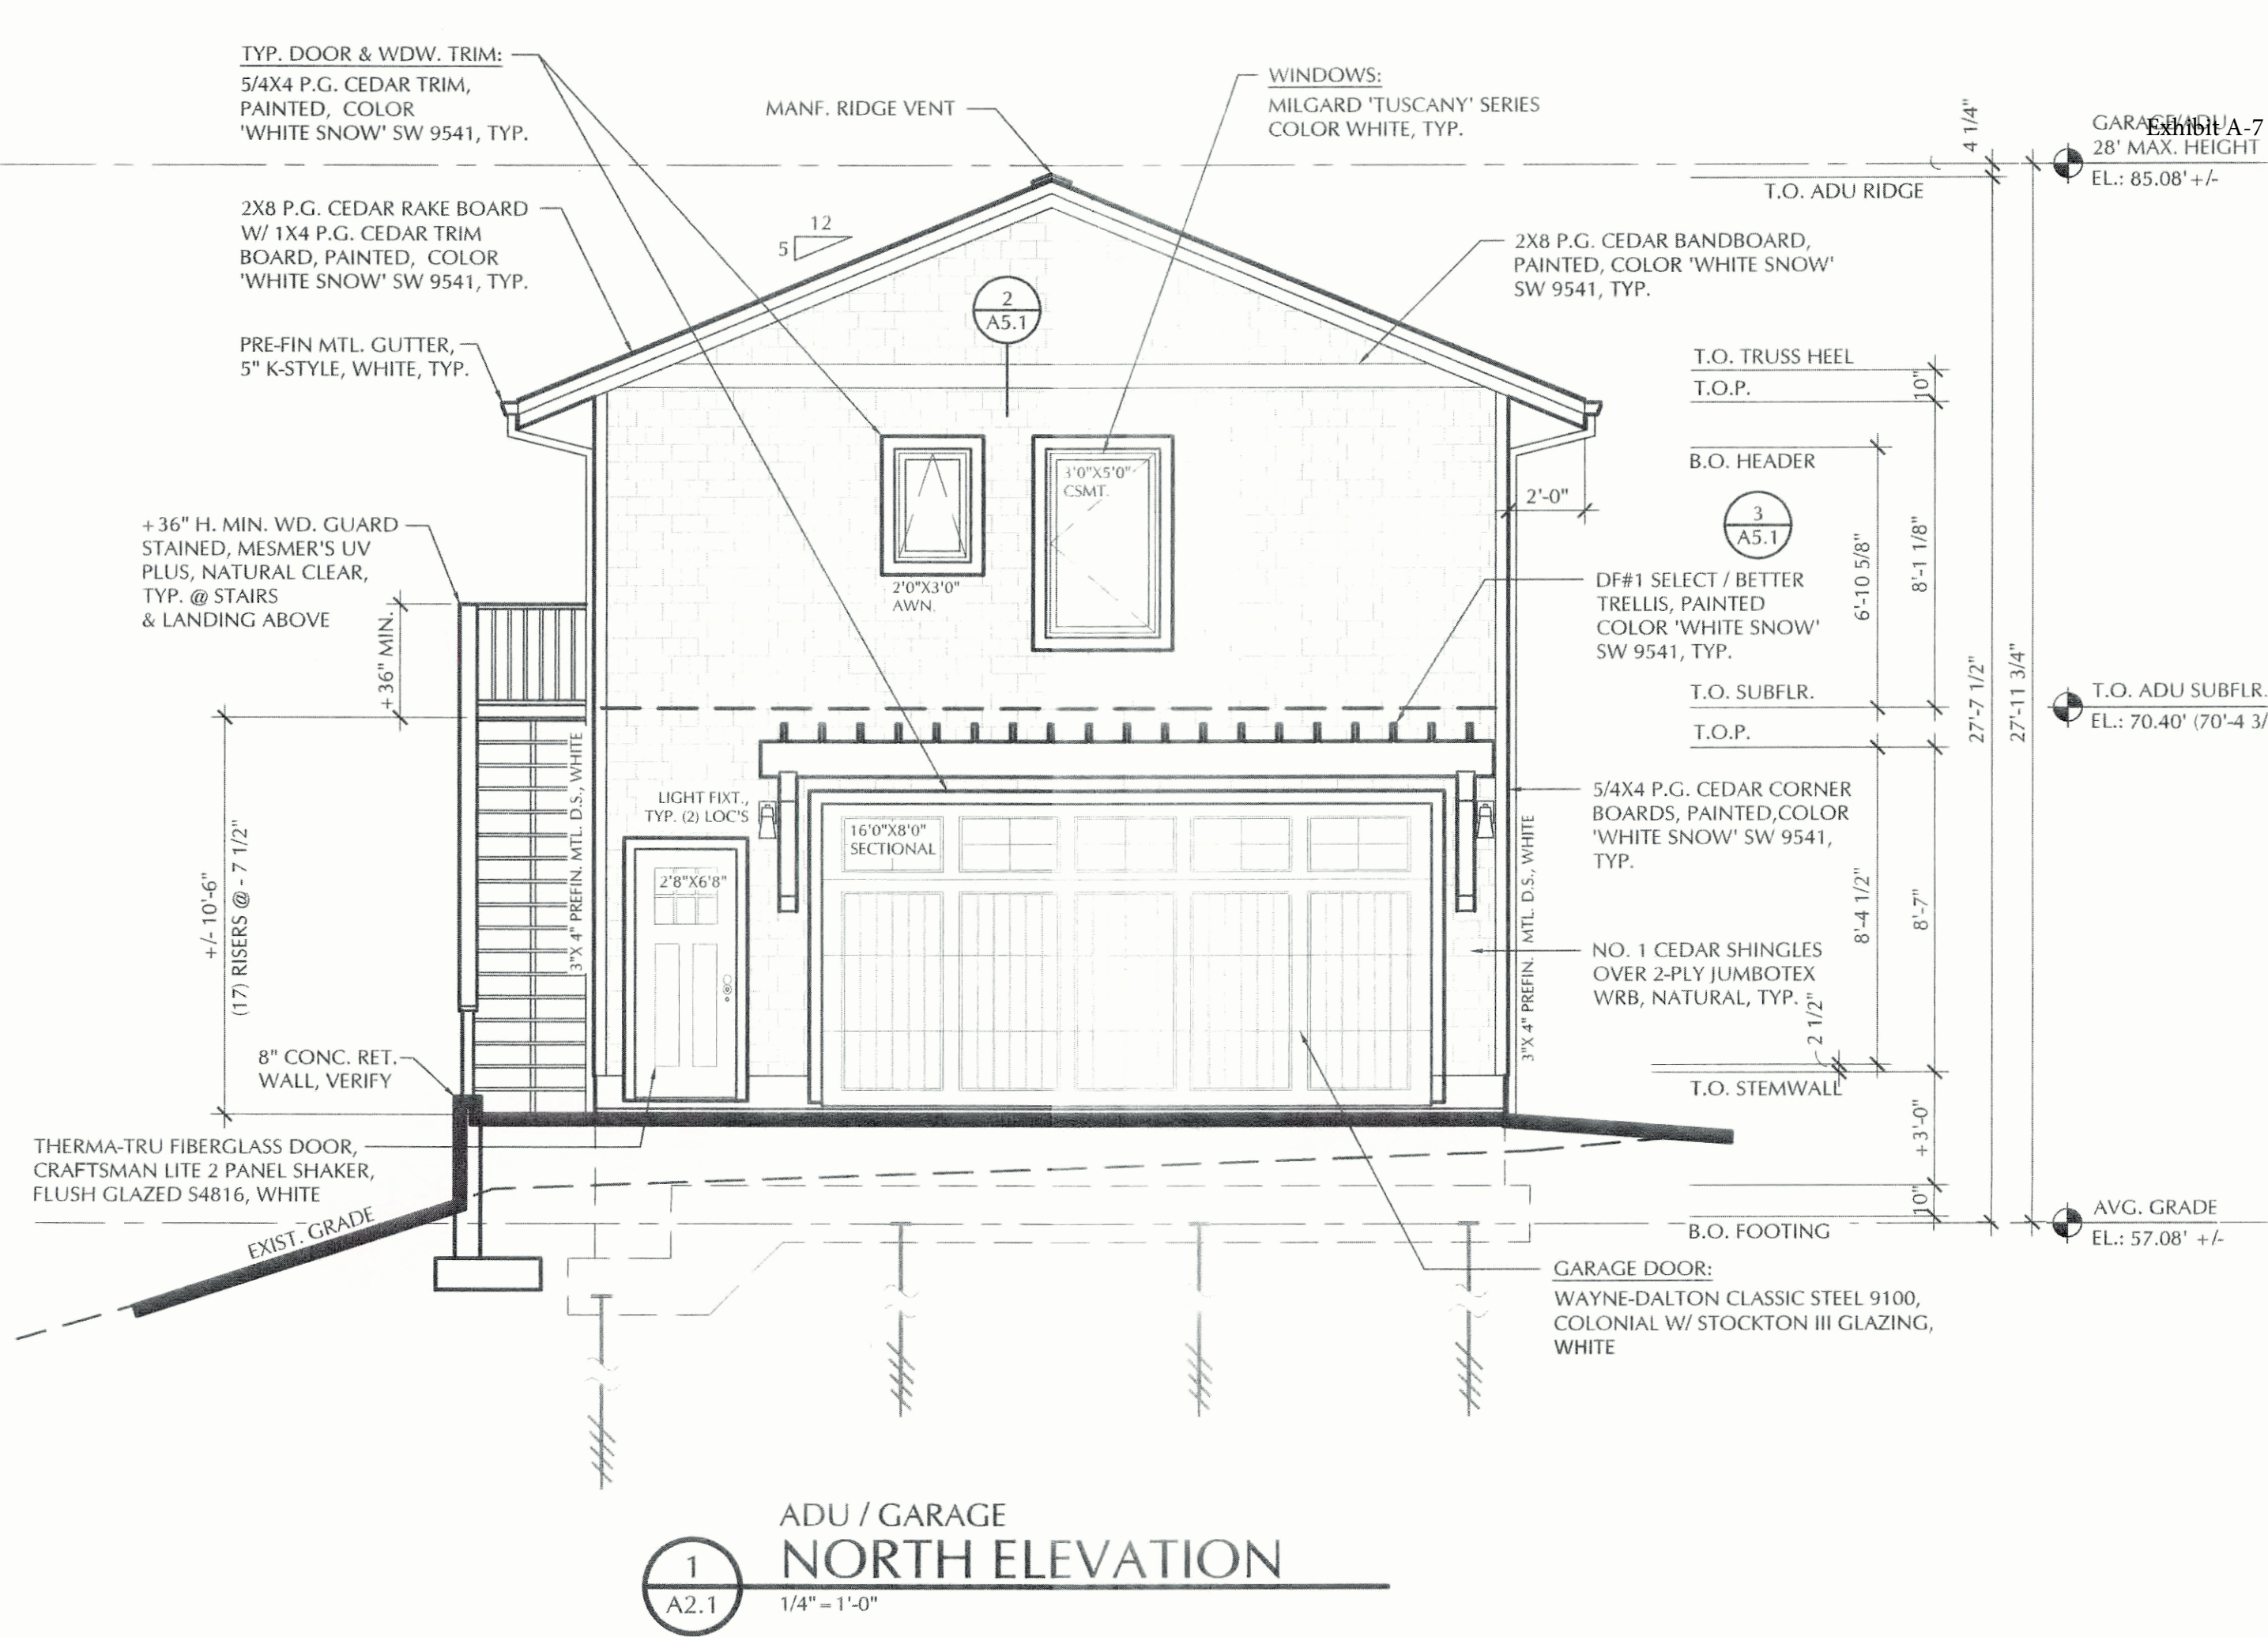 TYP. DOOR & WDW. TRIM:
5/4X4 P.G. CEDAR TRIM,
PAINTED, COLOR
'WHITE SNOW' SW 9541, TYP.
MANF. RIDGE VENT
WINDOWS:
MILGARD 'TUSCANY' SERIES
COLOR WHITE, TYP.
4 1/4"
GARAGE/ADU
Exhibit A-7
28' MAX. HEIGHT
EL.: 85.08' +/-
T.O. ADU RIDGE
2X8 P.G. CEDAR RAKE BOARD
W/ 1X4 P.G. CEDAR TRIM
BOARD, PAINTED, COLOR
'WHITE SNOW' SW 9541, TYP.
12
5
2
A5.1
2X8 P.G. CEDAR BANDBOARD,
PAINTED, COLOR 'WHITE SNOW'
SW 9541, TYP.
PRE-FIN MTL. GUTTER,
5" K-STYLE, WHITE, TYP.
T.O. TRUSS HEEL
T.O.P.
10"
B.O. HEADER
3'0"X5'0"
CSMT.
2'-0"
3
A5.1
+36" H. MIN. WD. GUARD
STAINED, MESMER'S UV
PLUS, NATURAL CLEAR,
TYP. @ STAIRS
& LANDING ABOVE
+36" MIN.
2'0"X3'0"
AWN.
DF#1 SELECT / BETTER
TRELLIS, PAINTED
COLOR 'WHITE SNOW'
SW 9541, TYP.
6'-10 5/8"
8'-1 1/8"
27'-7 1/2"
27'-11 3/4"
T.O. SUBFLR.
T.O. ADU SUBFLR.
EL.: 70.40' (70'-4 3/
T.O.P.
3"X 4" PREFIN. MTL. D.S., WHITE
LIGHT FIXT.,
TYP. (2) LOC'S
16'0"X8'0"
SECTIONAL
2'8"X6'8"
3"X 4" PREFIN. MTL. D.S., WHITE
5/4X4 P.G. CEDAR CORNER
BOARDS, PAINTED,COLOR
'WHITE SNOW' SW 9541,
TYP.
+/- 10'-6"
(17) RISERS @ - 7 1/2"
8'-4 1/2"
8'-7"
NO. 1 CEDAR SHINGLES
OVER 2-PLY JUMBOTEX
WRB, NATURAL, TYP.
2 1/2"
8" CONC. RET.
WALL, VERIFY
T.O. STEMWALL
+3'-0"
THERMA-TRU FIBERGLASS DOOR,
CRAFTSMAN LITE 2 PANEL SHAKER,
FLUSH GLAZED S4816, WHITE
EXIST. GRADE
10"
B.O. FOOTING
AVG. GRADE
EL.: 57.08' +/-
GARAGE DOOR:
WAYNE-DALTON CLASSIC STEEL 9100,
COLONIAL W/ STOCKTON III GLAZING,
WHITE
1
A2.1
ADU / GARAGE
NORTH ELEVATION
1/4" = 1'-0"